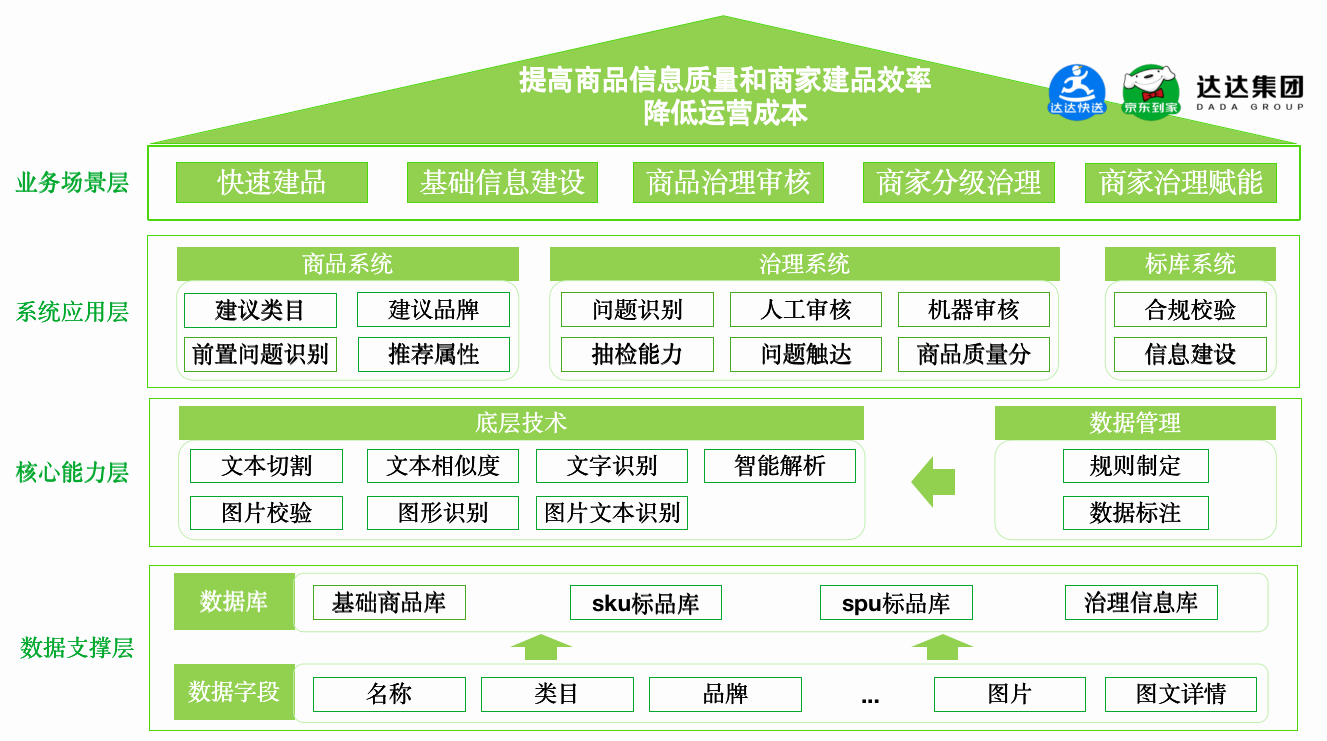 提高商品信息质量和商家建品效率
降低运营成本
达达快送
京东到家
达达集团
DADA GROUP
业务场景层
快速建品
基础信息建设
商品治理审核
商家分级治理
商家治理赋能
系统应用层
商品系统
治理系统
标库系统
建议类目
建议品牌
问题识别
人工审核
机器审核
合规校验
前置问题识别
推荐属性
抽检能力
问题触达
商品质量分
信息建设
核心能力层
底层技术
数据管理
文本切割
文本相似度
文字识别
智能解析
规则制定
图片校验
图形识别
图片文本识别
数据标注
数据支撑层
数据库
基础商品库
sku标品库
spu标品库
治理信息库
数据字段
名称
类目
品牌
...
图片
图文详情